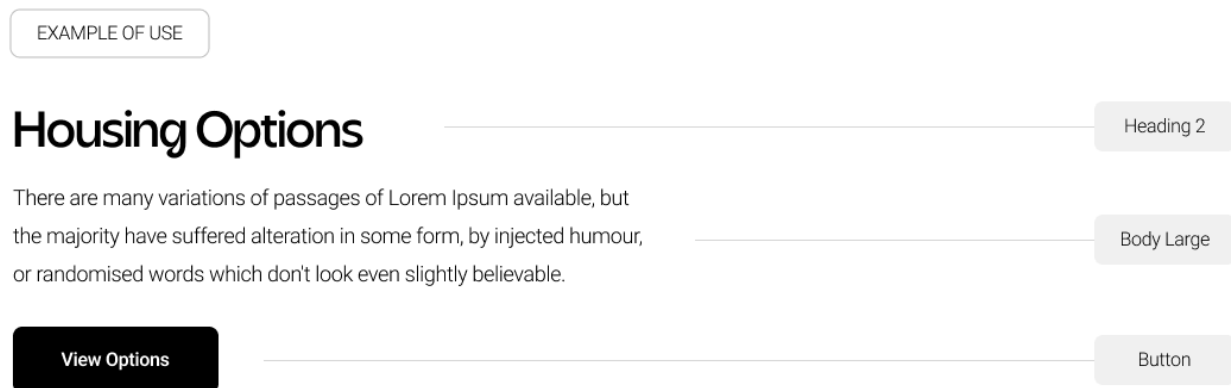 EXAMPLE OF USE
Housing Options
Heading 2
There are many variations of passages of Lorem Ipsum available, but
the majority have suffered alteration in some form, by injected humour,
or randomised words which don't look even slightly believable.
Body Large
View Options
Button